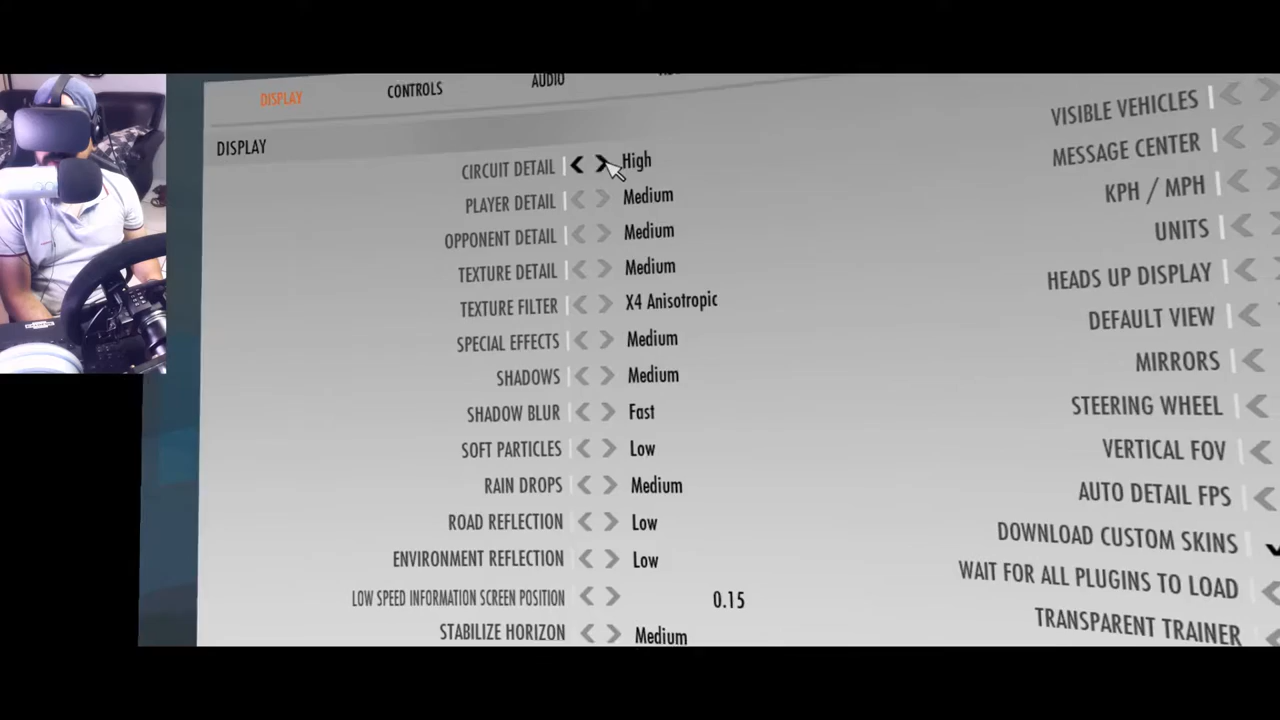 DISPLAY
CONTROLS
AUDIO
DISPLAY
CIRCUIT DETAIL High
PLAYER DETAIL Medium
OPPONENT DETAIL Medium
TEXTURE DETAIL Medium
TEXTURE FILTER X4 Anisotropic
SPECIAL EFFECTS Medium
SHADOWS Medium
SHADOW BLUR Fast
SOFT PARTICLES Low
RAIN DROPS Medium
ROAD REFLECTION Low
ENVIRONMENT REFLECTION Low
LOW SPEED INFORMATION SCREEN POSITION 0.15
STABILIZE HORIZON Medium
VISIBLE VEHICLES
MESSAGE CENTER
KPH / MPH
UNITS
HEADS UP DISPLAY
DEFAULT VIEW
MIRRORS
STEERING WHEEL
VERTICAL FOV
AUTO DETAIL FPS
DOWNLOAD CUSTOM SKINS
WAIT FOR ALL PLUGINS TO LOAD
TRANSPARENT TRAINER